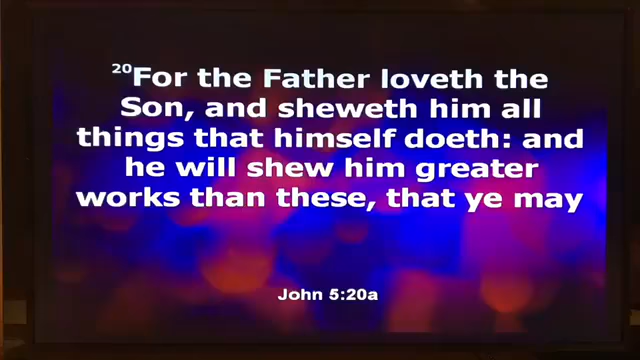 20For the Father loveth the
Son, and sheweth him all
things that himself doeth: and
he will shew him greater
works than these, that ye may
John 5:20a